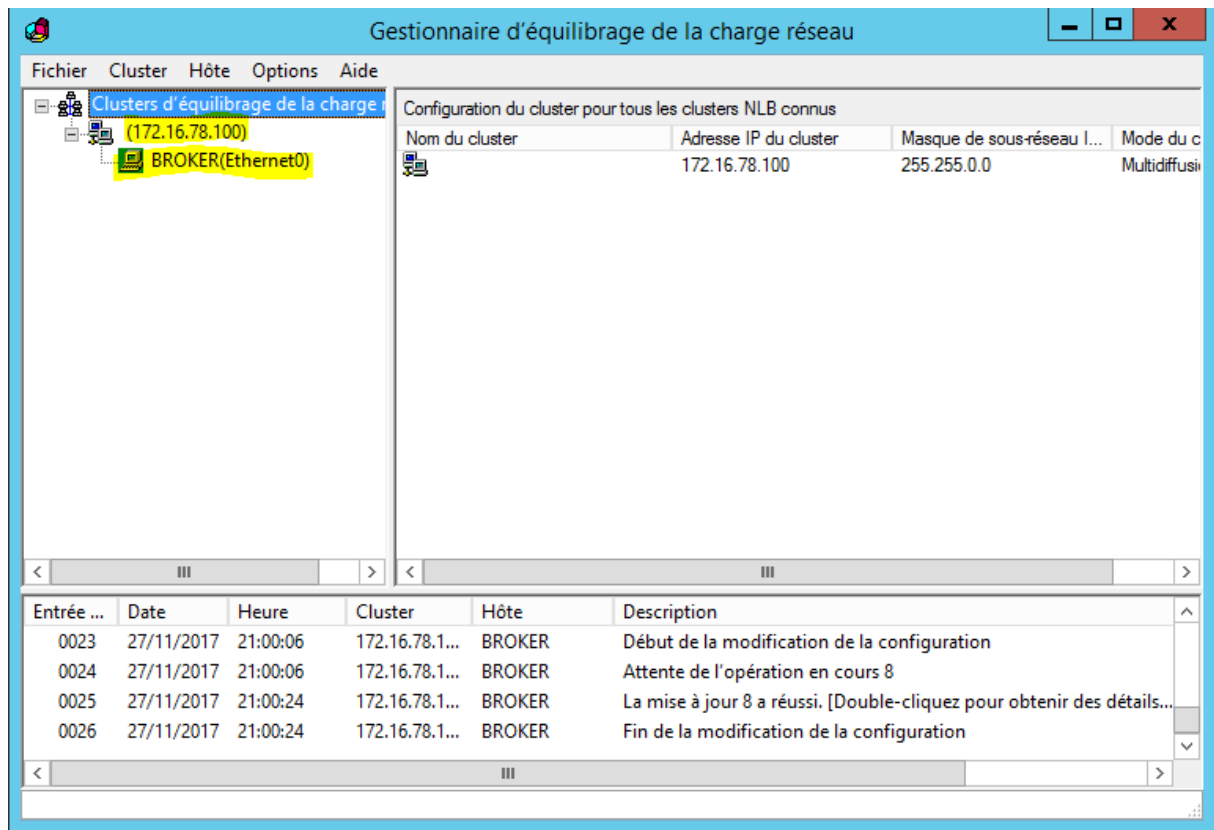 Gestionnaire d'équilibrage de la charge réseau
Fichier Cluster Hôte Options Aide
Clusters d'équilibrage de la charge r
(172.16.78.100)
BROKER(Ethernet0)
Configuration du cluster pour tous les clusters NLB connus
Nom du cluster Adresse IP du cluster Masque de sous-réseau I... Mode du c
172.16.78.100 255.255.0.0 Multidiffusi
Entrée ... Date Heure Cluster Hôte Description
0023 27/11/2017 21:00:06 172.16.78.1... BROKER Début de la modification de la configuration
0024 27/11/2017 21:00:06 172.16.78.1... BROKER Attente de l'opération en cours 8
0025 27/11/2017 21:00:24 172.16.78.1... BROKER La mise à jour 8 a réussi. [Double-cliquez pour obtenir des détails...
0026 27/11/2017 21:00:24 172.16.78.1... BROKER Fin de la modification de la configuration